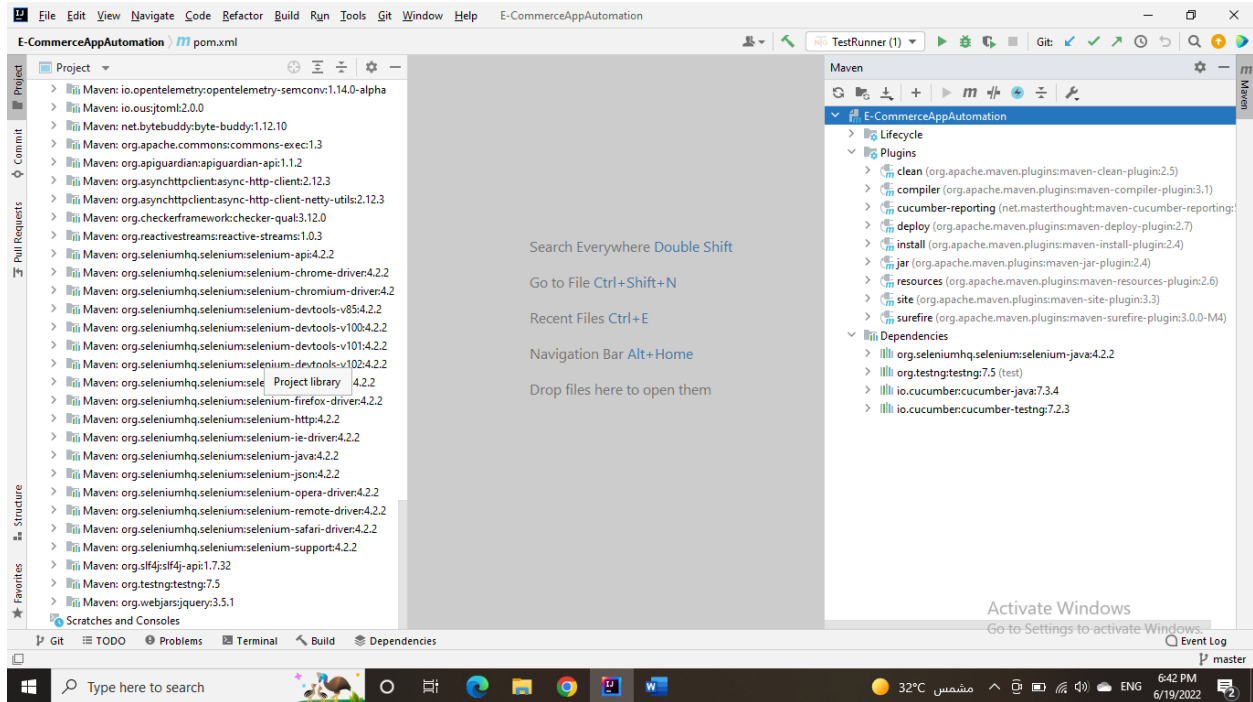 File Edit View Navigate Code Refactor Build Run Tools Git Window Help E-CommerceAppAutomation
E-CommerceAppAutomation m pom.xml TestRunner (1) Git:
Project
Maven: io.opentelemetry:opentelemetry-semconv:1.14.0-alpha
Maven: io.ous:jtoml:2.0.0
Maven: net.bytebuddy:byte-buddy:1.12.10
Maven: org.apache.commons:commons-exec:1.3
Maven: org.apiguardian:apiguardian-api:1.1.2
Maven: org.asynchttpclient:async-http-client:2.12.3
Maven: org.asynchttpclient:async-http-client-netty-utils:2.12.3
Maven: org.checkerframework:checker-qual:3.12.0
Maven: org.reactivestreams:reactive-streams:1.0.3
Maven: org.seleniumhq.selenium:selenium-api:4.2.2
Maven: org.seleniumhq.selenium:selenium-chrome-driver:4.2.2
Maven: org.seleniumhq.selenium:selenium-chromium-driver:4.2
Maven: org.seleniumhq.selenium:selenium-devtools-v85:4.2.2
Maven: org.seleniumhq.selenium:selenium-devtools-v100:4.2.2
Maven: org.seleniumhq.selenium:selenium-devtools-v101:4.2.2
Maven: org.seleniumhq.selenium:selenium-devtools-v102:4.2.2
Maven: org.seleniumhq.selenium:sele 4.2.2
Project library
Maven: org.seleniumhq.selenium:selenium-firefox-driver:4.2.2
Maven: org.seleniumhq.selenium:selenium-http:4.2.2
Maven: org.seleniumhq.selenium:selenium-ie-driver:4.2.2
Maven: org.seleniumhq.selenium:selenium-java:4.2.2
Maven: org.seleniumhq.selenium:selenium-json:4.2.2
Maven: org.seleniumhq.selenium:selenium-opera-driver:4.2.2
Maven: org.seleniumhq.selenium:selenium-remote-driver:4.2.2
Maven: org.seleniumhq.selenium:selenium-safari-driver:4.2.2
Maven: org.seleniumhq.selenium:selenium-support:4.2.2
Maven: org.slf4j:slf4j-api:1.7.32
Maven: org.testng:testng:7.5
Maven: org.webjars:jquery:3.5.1
Scratches and Consoles
Project
Commit
Pull Requests
Structure
Favorites
Search Everywhere Double Shift
Go to File Ctrl+Shift+N
Recent Files Ctrl+E
Navigation Bar Alt+Home
Drop files here to open them
Maven
m
E-CommerceAppAutomation
Lifecycle
Plugins
clean (org.apache.maven.plugins:maven-clean-plugin:2.5)
compiler (org.apache.maven.plugins:maven-compiler-plugin:3.1)
cucumber-reporting (net.masterthought:maven-cucumber-reporting:
deploy (org.apache.maven.plugins:maven-deploy-plugin:2.7)
install (org.apache.maven.plugins:maven-install-plugin:2.4)
jar (org.apache.maven.plugins:maven-jar-plugin:2.4)
resources (org.apache.maven.plugins:maven-resources-plugin:2.6)
site (org.apache.maven.plugins:maven-site-plugin:3.3)
surefire (org.apache.maven.plugins:maven-surefire-plugin:3.0.0-M4)
Dependencies
org.seleniumhq.selenium:selenium-java:4.2.2
org.testng:testng:7.5 (test)
io.cucumber:cucumber-java:7.3.4
io.cucumber:cucumber-testng:7.2.3
m Maven
Activate Windows
Go to Settings to activate Windows.
Git TODO Problems Terminal Build Dependencies Event Log
master
Type here to search
32°C مشمس ENG
6:42 PM
6/19/2022
2